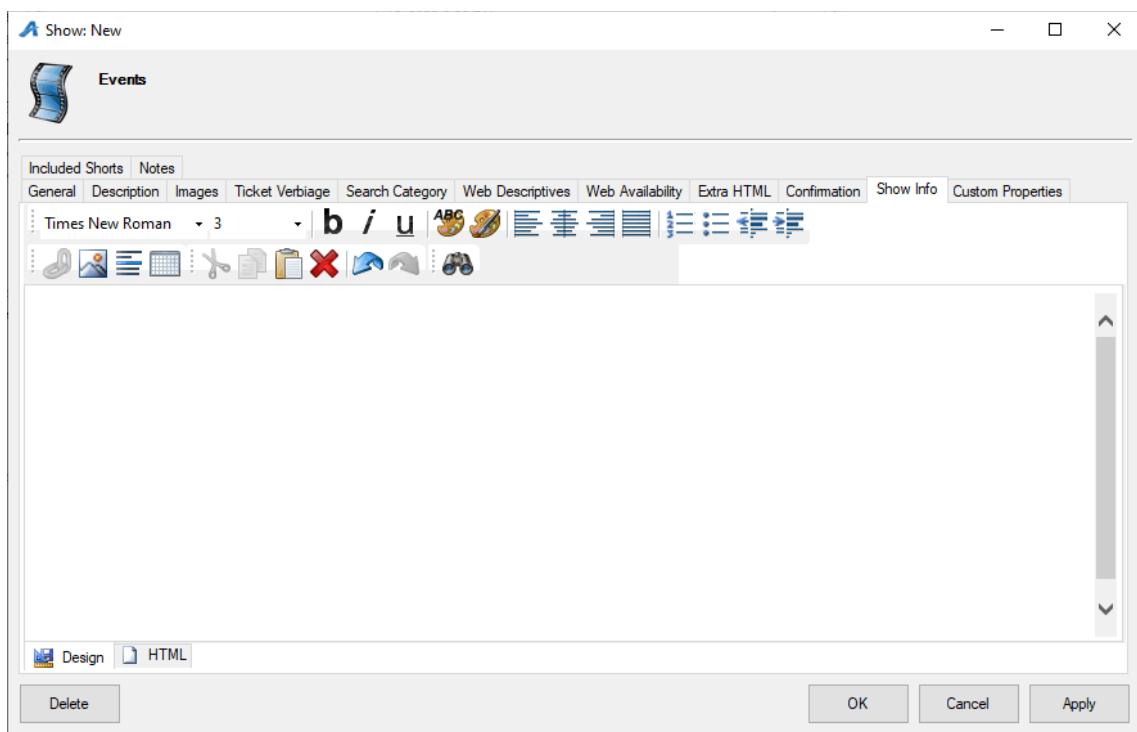 Show: New
Events
Included Shorts Notes
General Description Images Ticket Verbiage Search Category Web Descriptives Web Availability Extra HTML Confirmation Show Info Custom Properties
Times New Roman 3 b i u ABC
Design HTML
Delete OK Cancel Apply